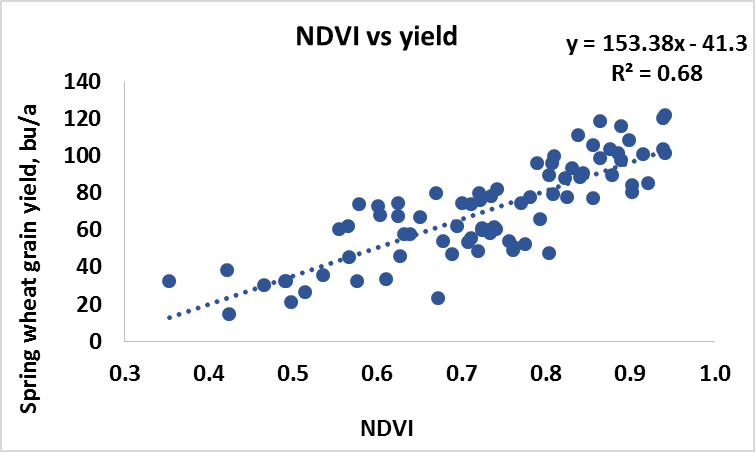 NDVI vs yield
y = 153.38x - 41.3
R² = 0.68
Spring wheat grain yield, bu/a
140
120
100
80
60
40
20
0
0.3 0.4 0.5 0.6 0.7 0.8 0.9 1.0
NDVI